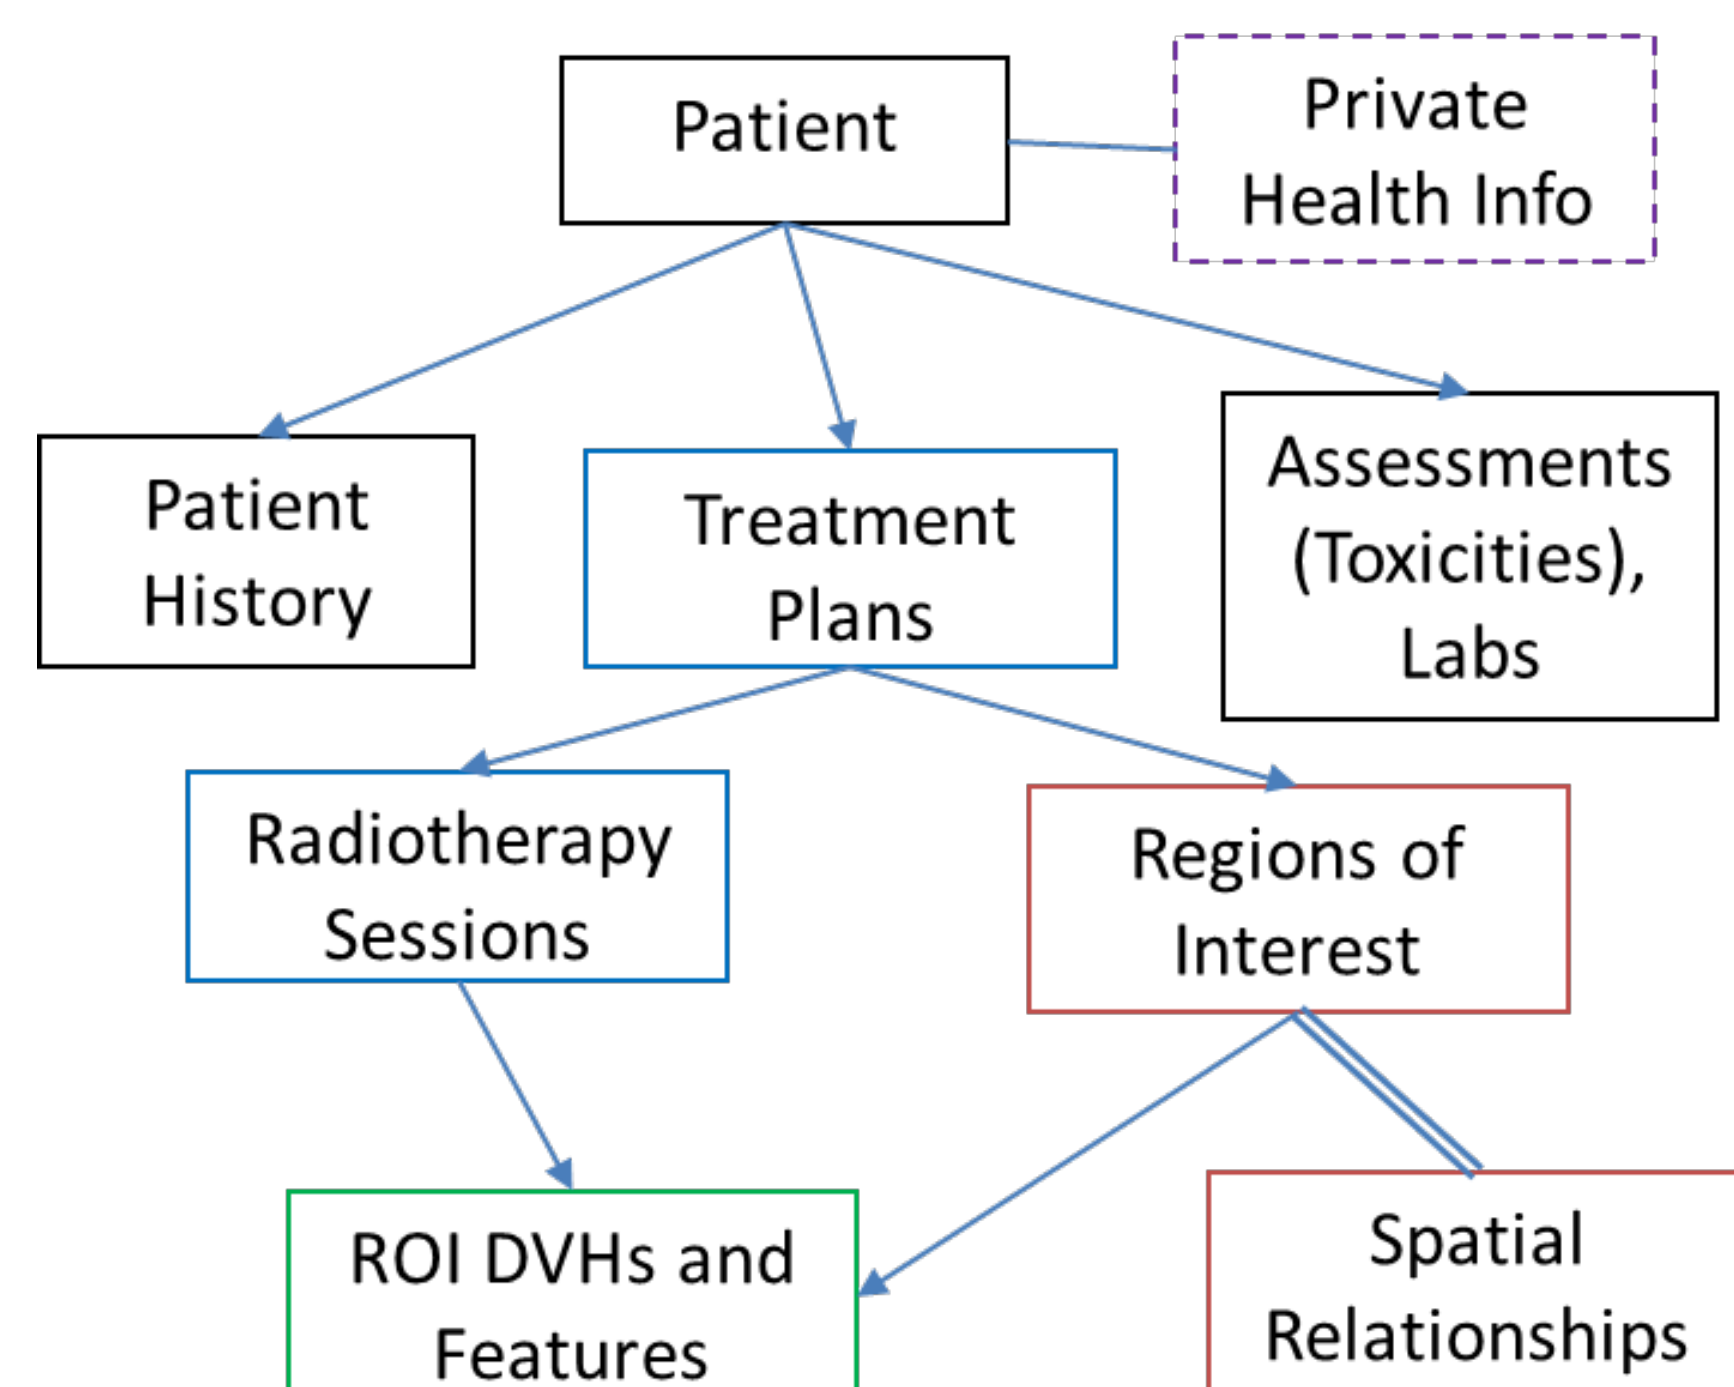 Patient
Private
Health Info
Patient
History
Treatment
Plans
Assessments
(Toxicities),
Labs
Radiotherapy
Sessions
Regions of
Interest
ROI DVHs and
Features
Spatial
Relationships